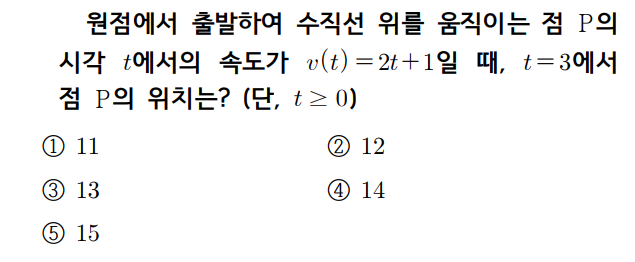 원점에서 출발하여 수직선 위를 움직이는 점 P의
시각 t에서의 속도가 v(t)=2t+1일 때, t=3에서
점 P의 위치는? (단, t≥0)
① 11 ② 12
③ 13 ④ 14
⑤ 15